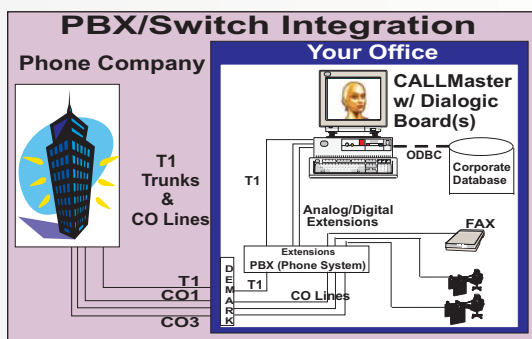 PBX/Switch Integration
Phone Company
Your Office
CALLMaster
w/ Dialogic
Board(s)
ODBC
Corporate
Database
T1
Trunks
&
CO Lines
T1
Analog/Digital
Extensions
FAX
Extensions
PBX (Phone System)
T1
CO Lines
DEMARK
T1
CO1
CO3